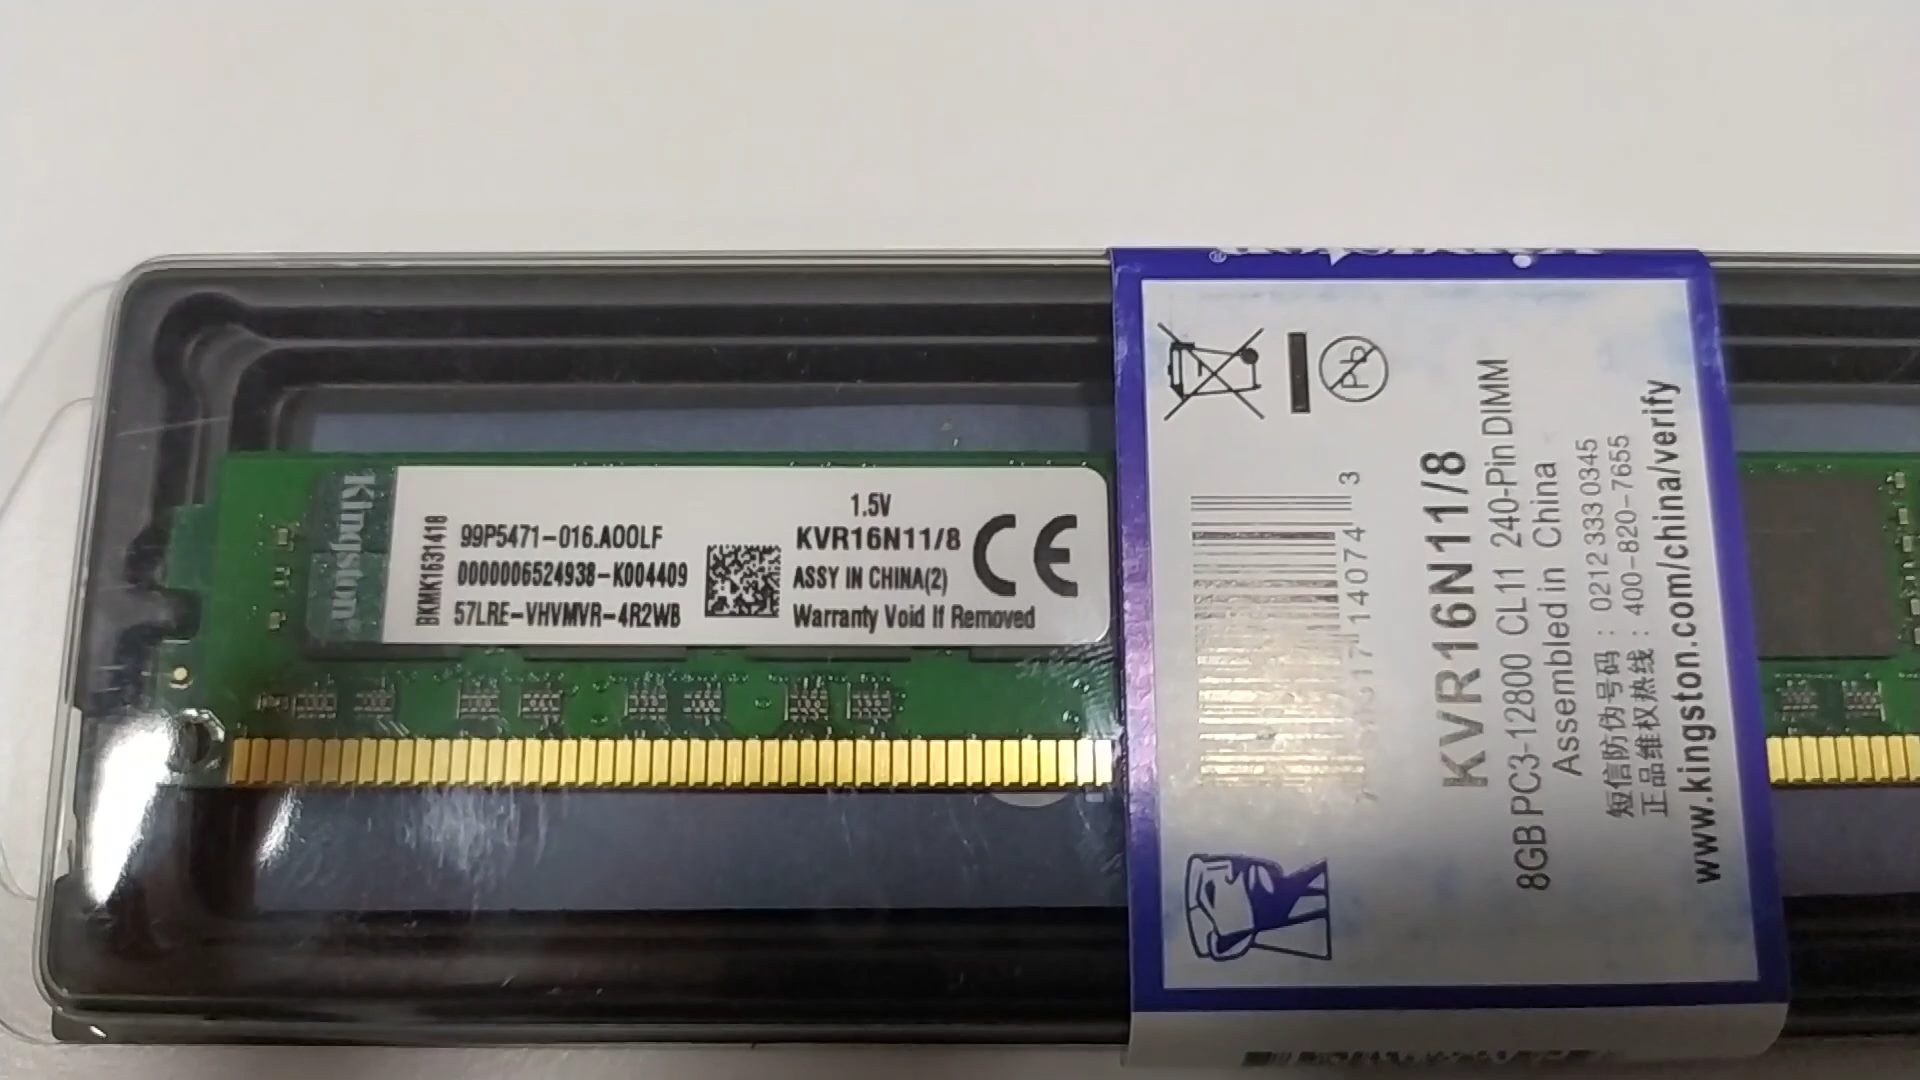 Kingston
BKMK1631418
99P5471-016.A00LF
0000006524938-K004409
57LRE-VHVMVR-4R2WB
1.5V
KVR16N11/8
ASSY IN CHINA(2)
Warranty Void If Removed
CE
Pb
14074 3
KVR16N11/8
8GB PC3-12800 CL11 240-Pin DIMM
Assembled in China
短信防伪号码：0212 333 0345
正品维权热线：400-820-7655
www.kingston.com/china/verify